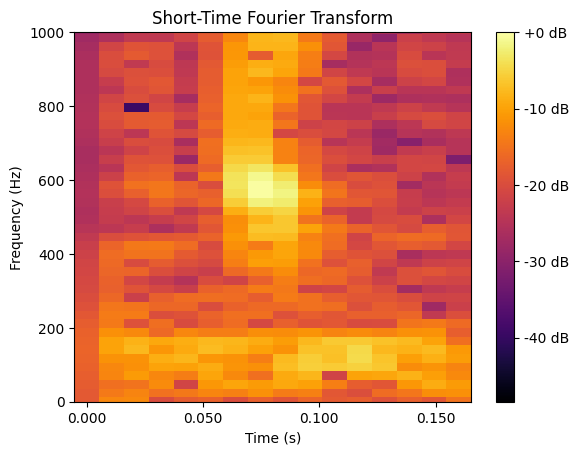 Short-Time Fourier Transform
1000
800
600
400
200
0
Frequency (Hz)
0.000
0.050
0.100
0.150
Time (s)
+0 dB
-10 dB
-20 dB
-30 dB
-40 dB